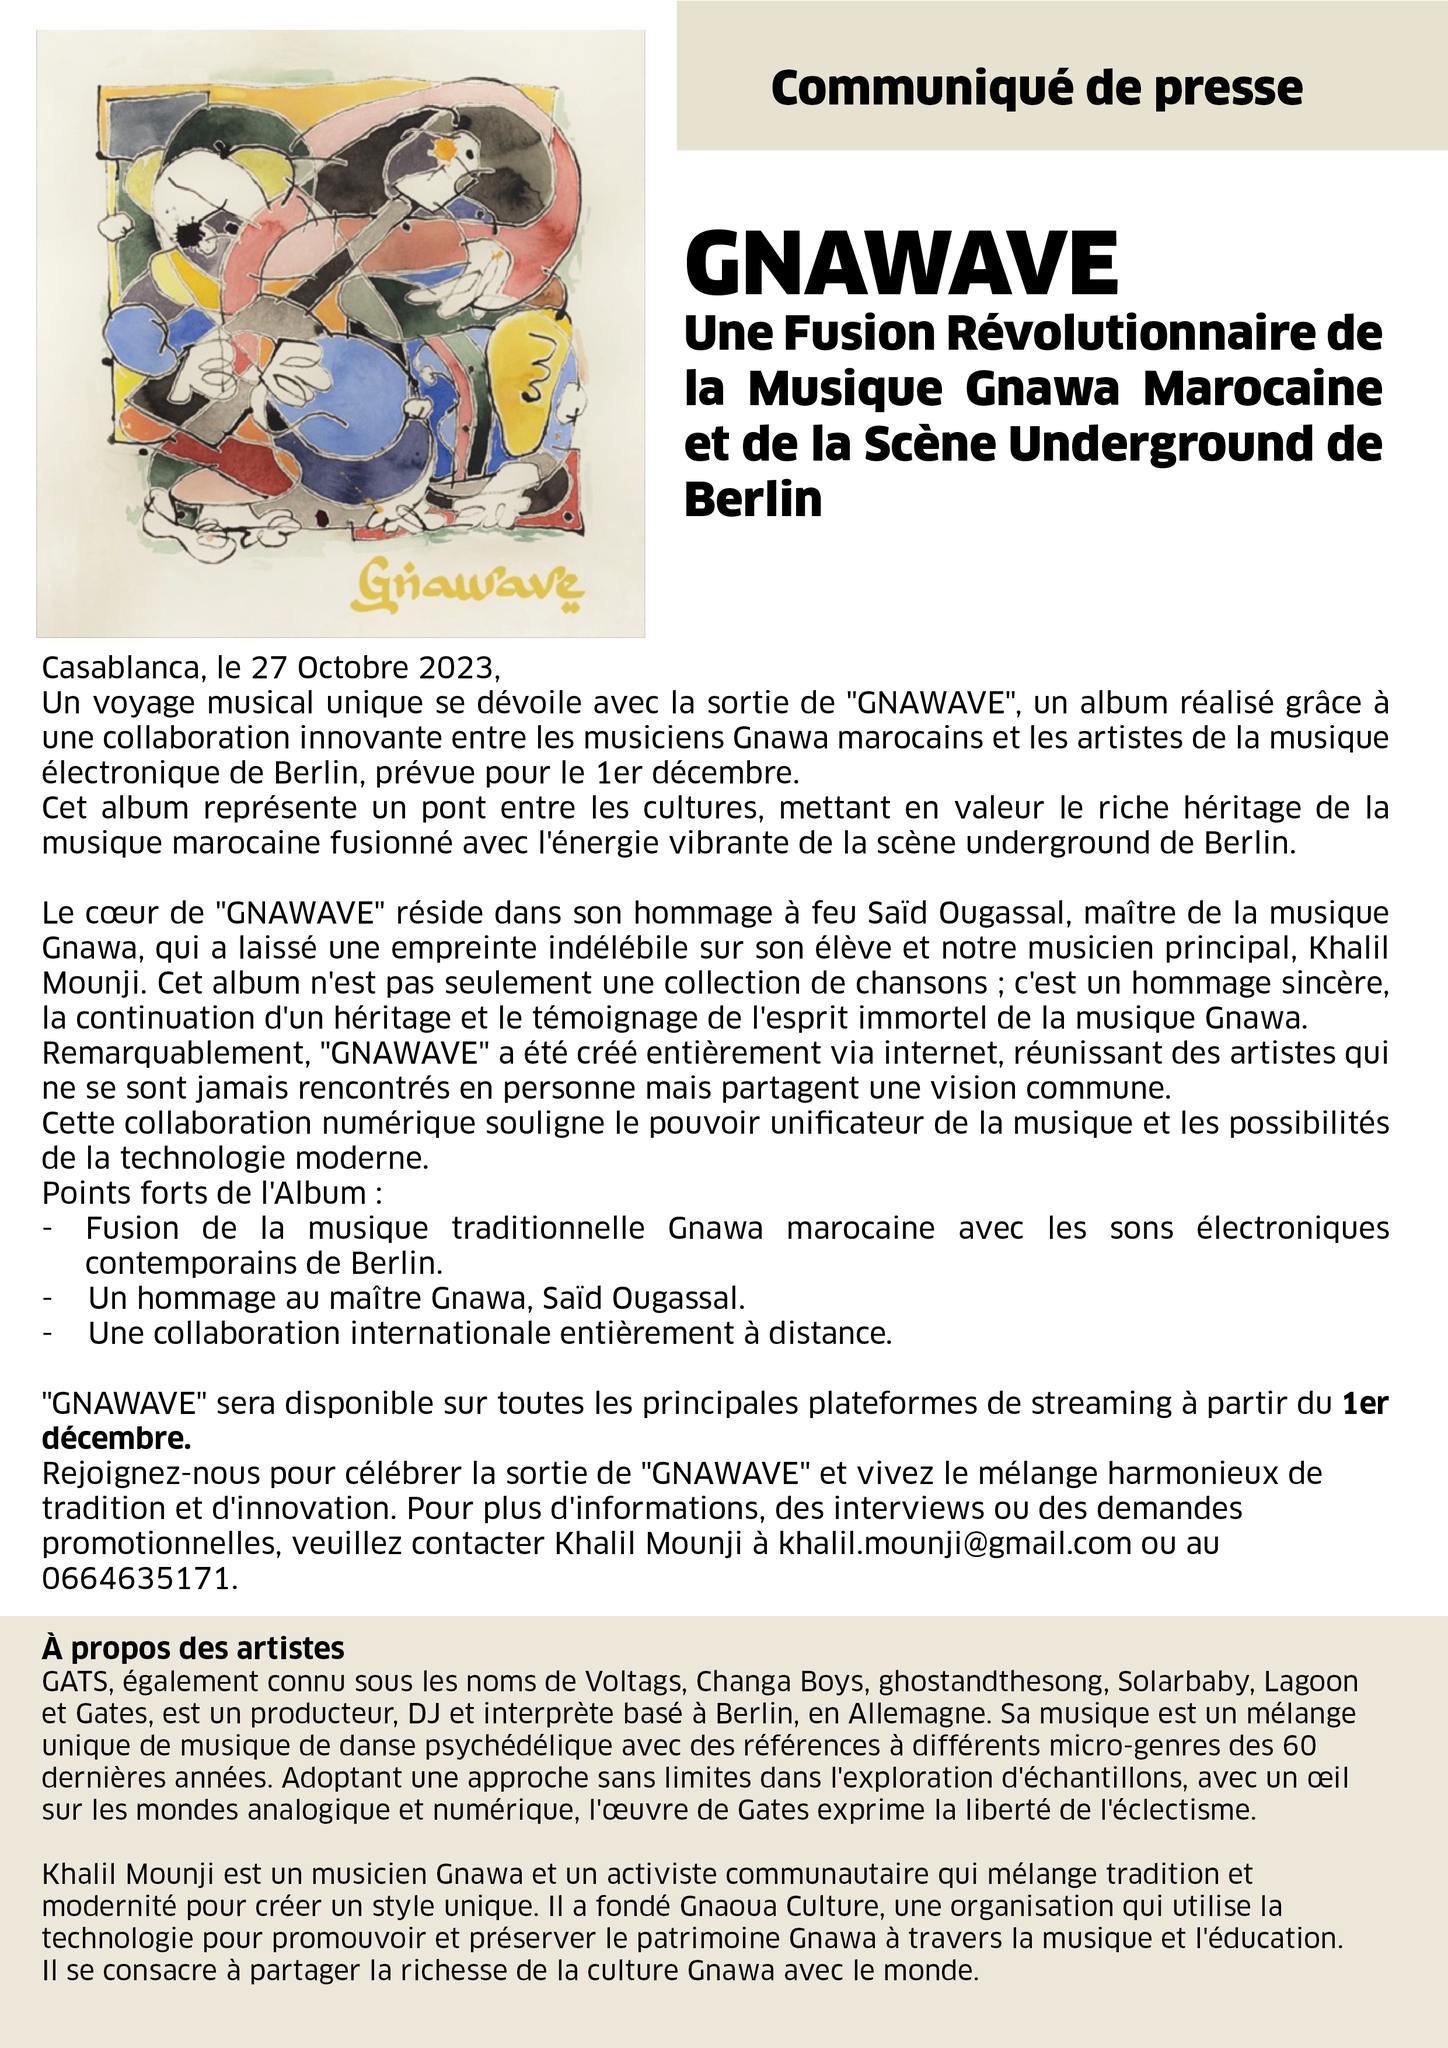 Communiqué de presse
GNAWAVE
Une Fusion Révolutionnaire de
la Musique Gnawa Marocaine
et de la Scène Underground de
Berlin
Gnawave
Casablanca, le 27 Octobre 2023,
Un voyage musical unique se dévoile avec la sortie de "GNAWAVE", un album réalisé grâce à
une collaboration innovante entre les musiciens Gnawa marocains et les artistes de la musique
électronique de Berlin, prévue pour le 1er décembre.
Cet album représente un pont entre les cultures, mettant en valeur le riche héritage de la
musique marocaine fusionné avec l'énergie vibrante de la scène underground de Berlin.
Le cœur de "GNAWAVE" réside dans son hommage à feu Saïd Ougassal, maître de la musique
Gnawa, qui a laissé une empreinte indélébile sur son élève et notre musicien principal, Khalil
Mounji. Cet album n'est pas seulement une collection de chansons ; c'est un hommage sincère,
la continuation d'un héritage et le témoignage de l'esprit immortel de la musique Gnawa.
Remarquablement, "GNAWAVE" a été créé entièrement via internet, réunissant des artistes qui
ne se sont jamais rencontrés en personne mais partagent une vision commune.
Cette collaboration numérique souligne le pouvoir unificateur de la musique et les possibilités
de la technologie moderne.
Points forts de l'Album :
- Fusion de la musique traditionnelle Gnawa marocaine avec les sons électroniques
contemporains de Berlin.
- Un hommage au maître Gnawa, Saïd Ougassal.
- Une collaboration internationale entièrement à distance.
"GNAWAVE" sera disponible sur toutes les principales plateformes de streaming à partir du 1er
décembre.
Rejoignez-nous pour célébrer la sortie de "GNAWAVE" et vivez le mélange harmonieux de
tradition et d'innovation. Pour plus d'informations, des interviews ou des demandes
promotionnelles, veuillez contacter Khalil Mounji à khalil.mounji@gmail.com ou au
0664635171.
À propos des artistes
GATS, également connu sous les noms de Voltags, Changa Boys, ghostandthesong, Solarbaby, Lagoon
et Gates, est un producteur, DJ et interprète basé à Berlin, en Allemagne. Sa musique est un mélange
unique de musique de danse psychédélique avec des références à différents micro-genres des 60
dernières années. Adoptant une approche sans limites dans l'exploration d'échantillons, avec un œil
sur les mondes analogique et numérique, l'œuvre de Gates exprime la liberté de l'éclectisme.
Khalil Mounji est un musicien Gnawa et un activiste communautaire qui mélange tradition et
modernité pour créer un style unique. Il a fondé Gnaoua Culture, une organisation qui utilise la
technologie pour promouvoir et préserver le patrimoine Gnawa à travers la musique et l'éducation.
Il se consacre à partager la richesse de la culture Gnawa avec le monde.